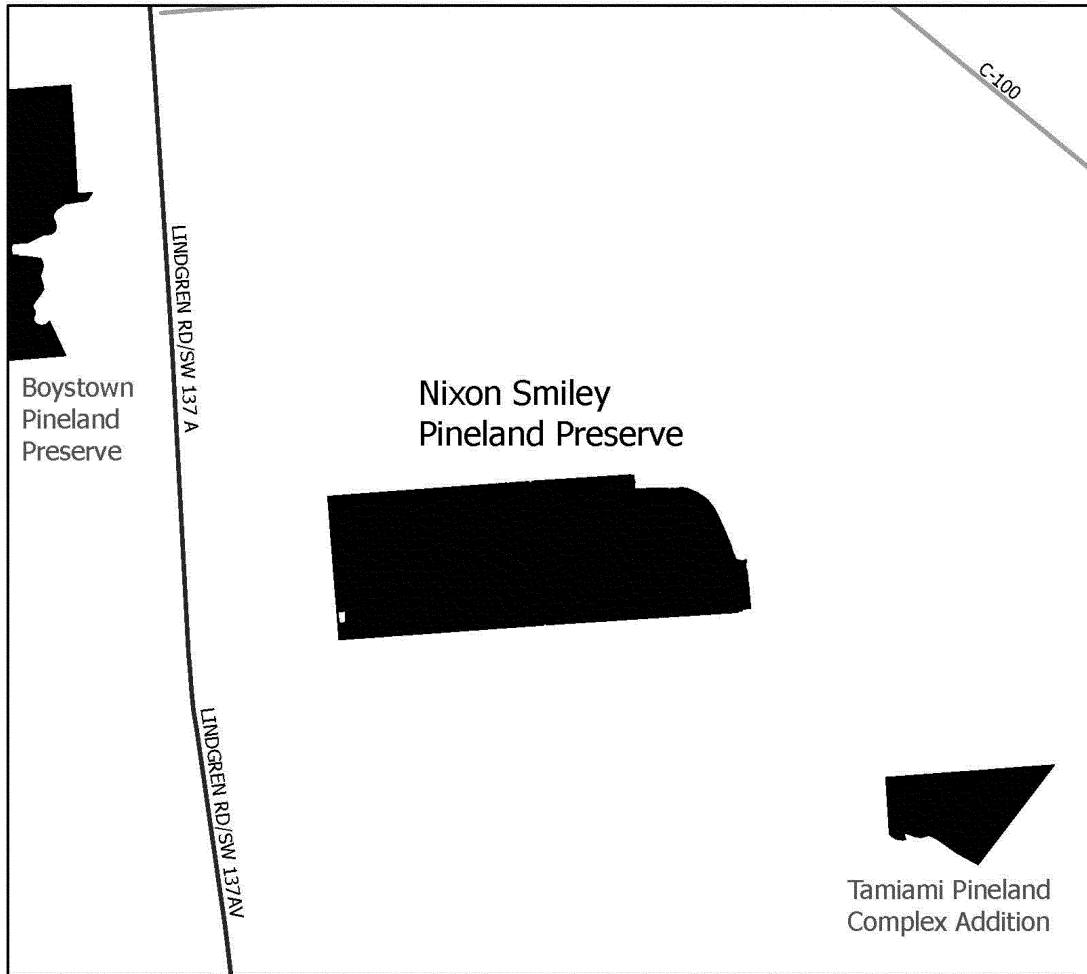 C-100
LINDGREN RD/SW 137 A
Boystown
Pineland
Preserve
Nixon Smiley
Pineland Preserve
LINDGREN RD/SW 137AV
Tamiami Pineland
Complex Addition